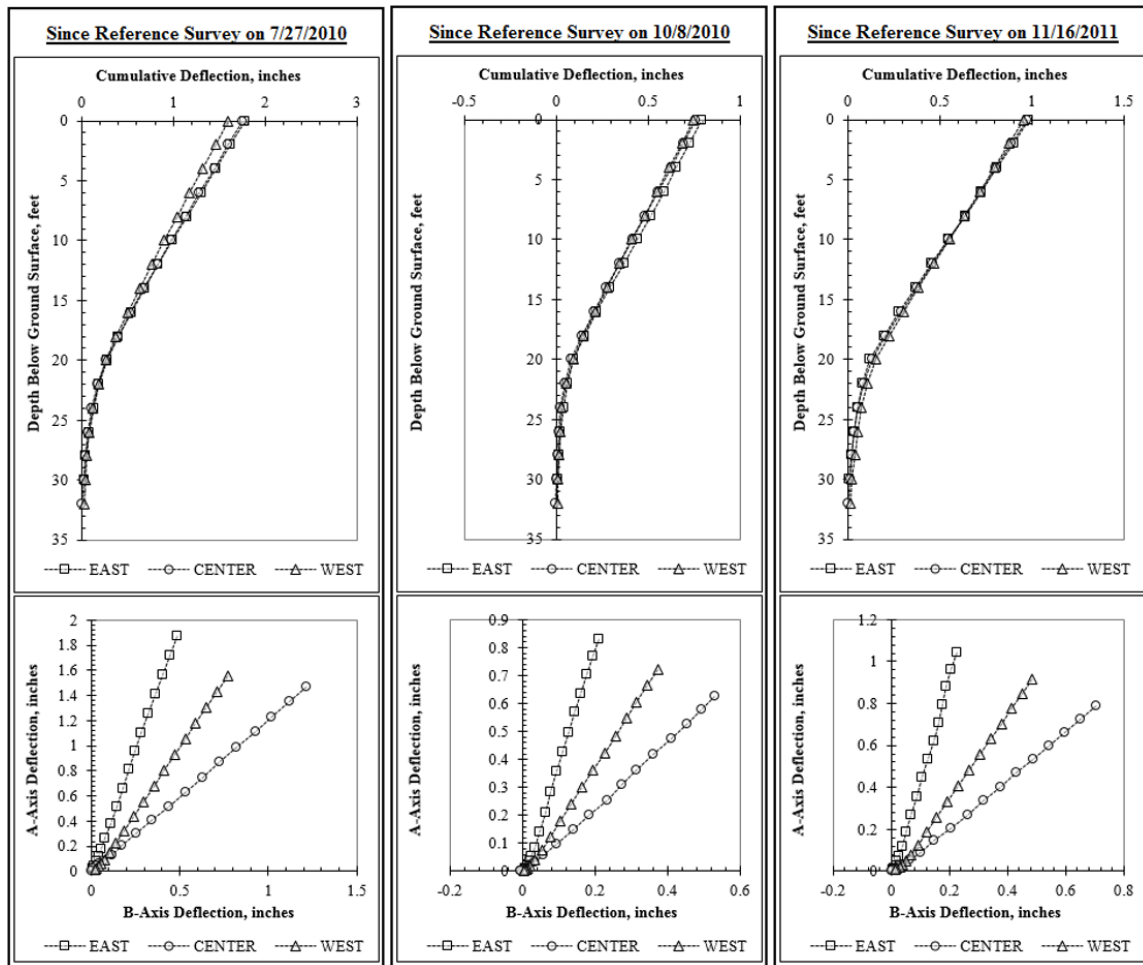 Since Reference Survey on 7/27/2010
Cumulative Deflection, inches
0 1 2 3
Depth Below Ground Surface, feet
0
5
10
15
20
25
30
35
EAST CENTER WEST
A-Axis Deflection, inches
2
1.8
1.6
1.4
1.2
1
0.8
0.6
0.4
0.2
0
0 0.5 1 1.5
B-Axis Deflection, inches
EAST CENTER WEST
Since Reference Survey on 10/8/2010
Cumulative Deflection, inches
-0.5 0 0.5 1
Depth Below Ground Surface, feet
0
5
10
15
20
25
30
35
EAST CENTER WEST
A-Axis Deflection, inches
0.9
0.8
0.7
0.6
0.5
0.4
0.3
0.2
0.1
0
-0.2 0 0.2 0.4 0.6
B-Axis Deflection, inches
EAST CENTER WEST
Since Reference Survey on 11/16/2011
Cumulative Deflection, inches
0 0.5 1 1.5
Depth Below Ground Surface, feet
0
5
10
15
20
25
30
35
EAST CENTER WEST
A-Axis Deflection, inches
1.2
1
0.8
0.6
0.4
0.2
0
-0.2 0 0.2 0.4 0.6 0.8
B-Axis Deflection, inches
EAST CENTER WEST